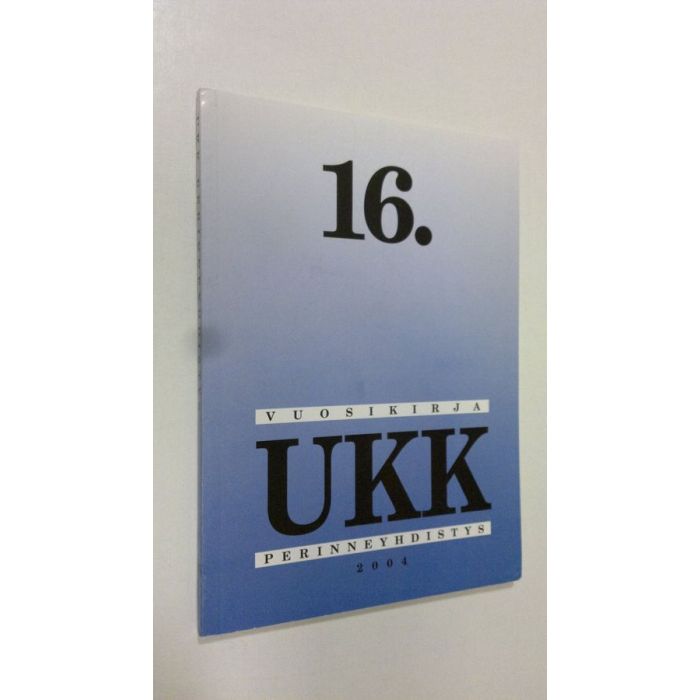 16.
VUOSIKIRJA
UKK
PERINNEYHDISTYS
2004